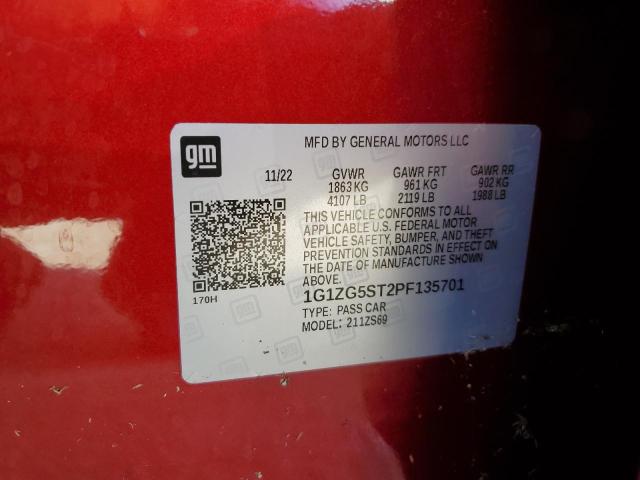 gm
MFD BY GENERAL MOTORS LLC
11/22 GVWR GAWR FRT GAWR RR
1863 KG 961 KG 902 KG
4107 LB 2119 LB 1988 LB
THIS VEHICLE CONFORMS TO ALL
APPLICABLE U.S. FEDERAL MOTOR
VEHICLE SAFETY, BUMPER, AND THEFT
PREVENTION STANDARDS IN EFFECT ON
THE DATE OF MANUFACTURE SHOWN
ABOVE.
170H
1G1ZG5ST2PF135701
TYPE: PASS CAR
MODEL: 211ZS69